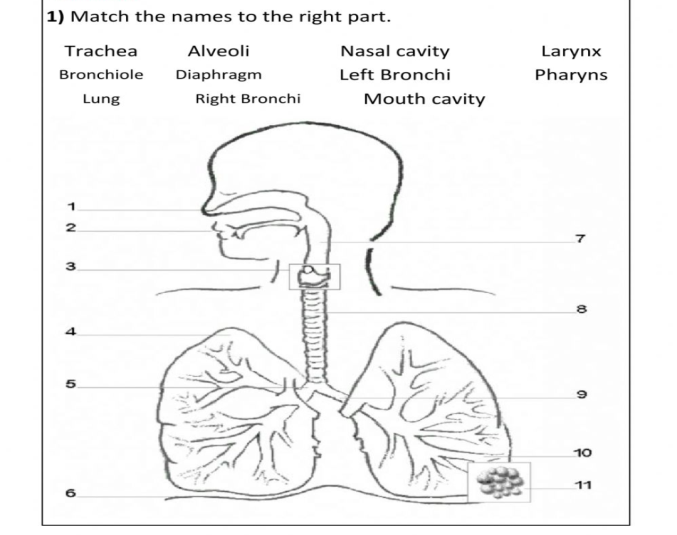 1) Match the names to the right part.
Trachea Alveoli Nasal cavity Larynx
Bronchiole Diaphragm Left Bronchi Pharyns
Lung Right Bronchi Mouth cavity
1
2
7
3
8
4
5
9
10
11
6